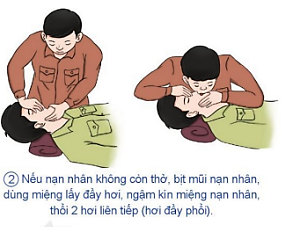 ② Nếu nạn nhân không còn thở, bịt mũi nạn nhân,
dùng miệng lấy đầy hơi, ngậm kín miệng nạn nhân,
thổi 2 hơi liên tiếp (hơi đầy phổi).